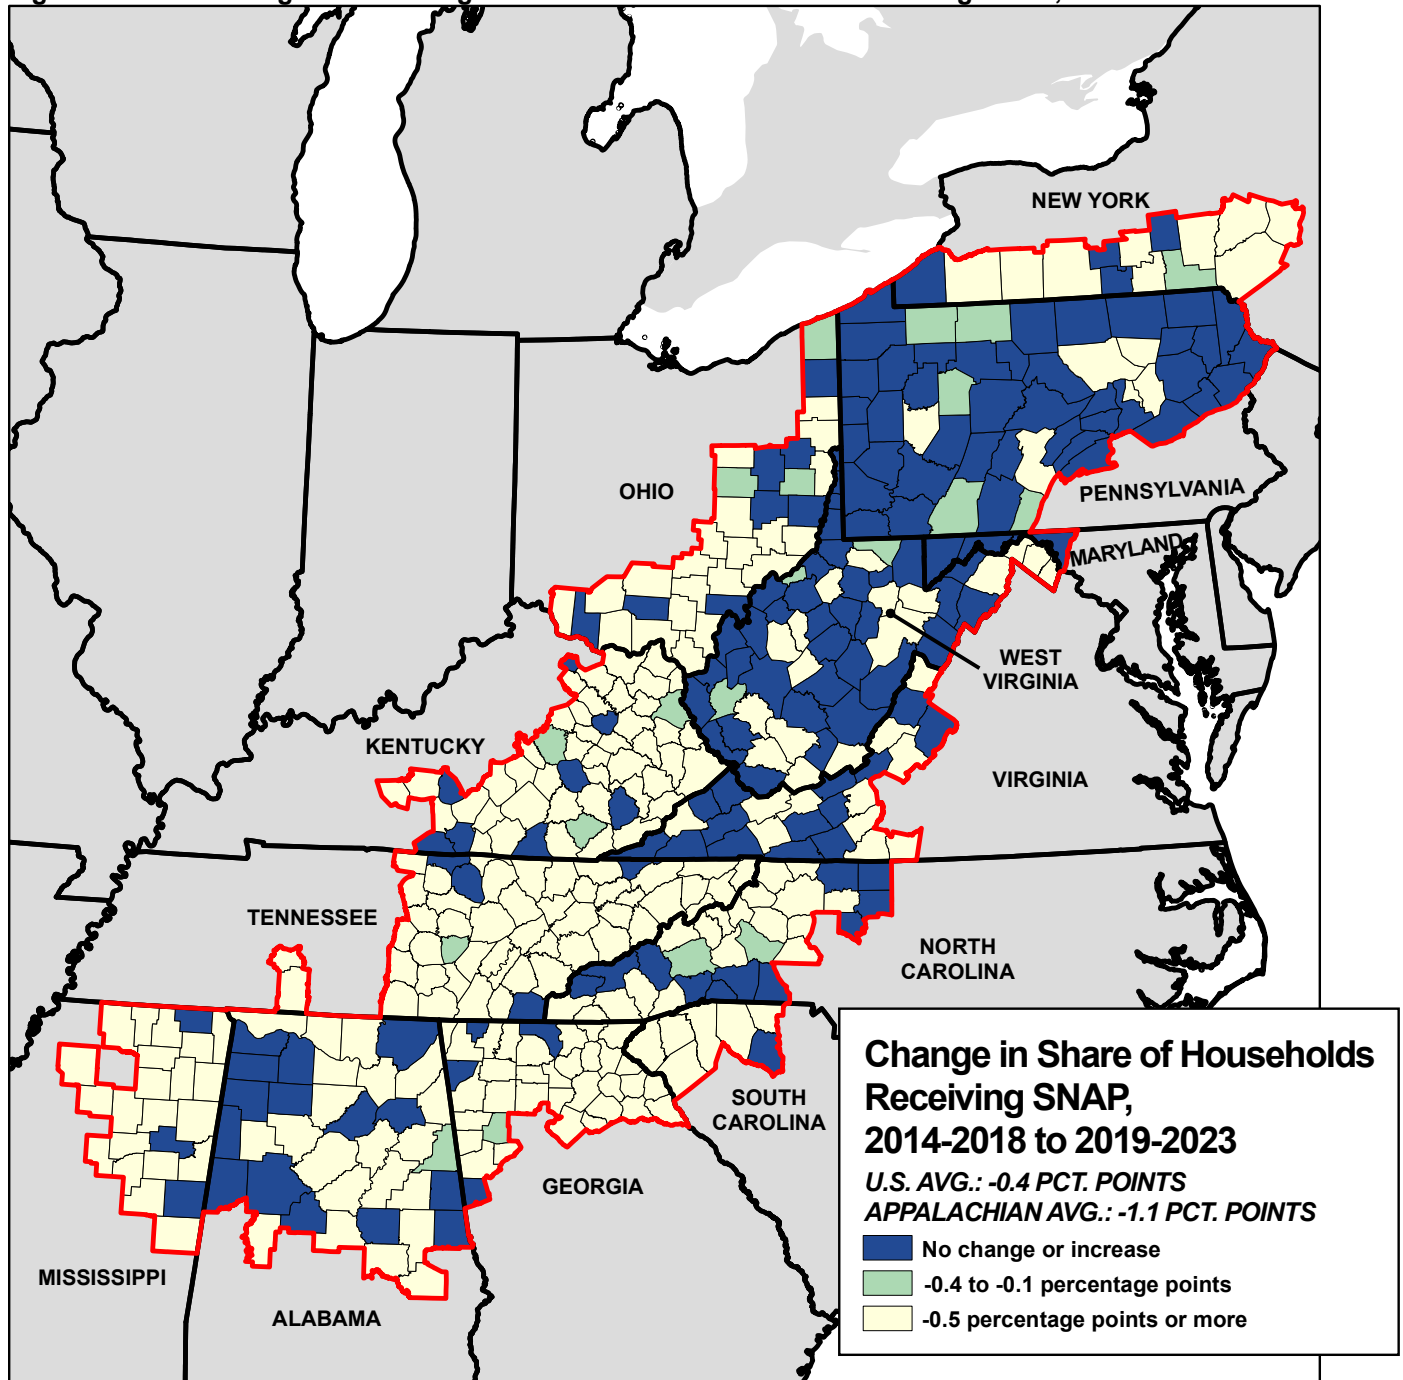 NEW YORK
OHIO
PENNSYLVANIA
MARYLAND
WEST
VIRGINIA
KENTUCKY
VIRGINIA
TENNESSEE
NORTH
CAROLINA
SOUTH
CAROLINA
GEORGIA
MISSISSIPPI
ALABAMA
Change in Share of Households
Receiving SNAP,
2014-2018 to 2019-2023
U.S. AVG.: -0.4 PCT. POINTS
APPALACHIAN AVG.: -1.1 PCT. POINTS
No change or increase
-0.4 to -0.1 percentage points
-0.5 percentage points or more